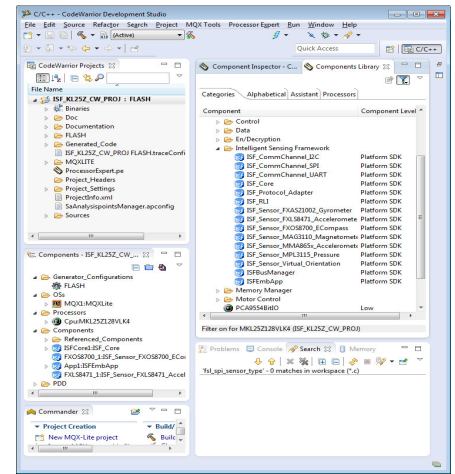 C/C++ - CodeWarrior Development Studio
File Edit Source Refactor Search Project MQX Tools Processor Expert Run Window Help
(Active)
Quick Access
C/C++
CodeWarrior Projects
File Name
ISF_KL25Z_CW_PROJ : FLASH
Binaries
Doc
Documentation
FLASH
Generated_Code
ISF_KL25Z_CW_PROJ FLASH.traceConfi
MQXLITE
ProcessorExpert.pe
Project_Headers
Project_Settings
ProjectInfo.xml
SaAnalysispointsManager.apconfig
Sources
Components - ISF_KL25Z_CW_...
Generator_Configurations
FLASH
OSs
MQX1:MQXLite
Processors
Cpu:MKL25Z128VLK4
Components
Referenced_Components
ISFCore1:ISF_Core
FXOS8700_1:ISF_Sensor_FXOS8700_ECo
App1:ISFEmbApp
FXLS8471_1:ISF_Sensor_FXLS8471_Accel
PDD
Commander
Project Creation
Build/
New MQX-Lite project
Build
Component Inspector - C...
Components Library
Categories Alphabetical Assistant Processors
Component Component Level
Control
Data
En/Decryption
Intelligent Sensing Framework
ISF_CommChannel_I2C Platform SDK
ISF_CommChannel_SPI Platform SDK
ISF_CommChannel_UART Platform SDK
ISF_Core Platform SDK
ISF_Protocol_Adapter Platform SDK
ISF_RLI Platform SDK
ISF_Sensor_FXAS21002_Gyrometer Platform SDK
ISF_Sensor_FXLS8471_Acceleromete Platform SDK
ISF_Sensor_FXOS8700_ECompass Platform SDK
ISF_Sensor_MAG3110_Magnetomete Platform SDK
ISF_Sensor_MMA865x_Acceleromete Platform SDK
ISF_Sensor_MPL3115_Pressure Platform SDK
ISF_Sensor_Virtual_Orientation Platform SDK
ISFBusManager Platform SDK
ISFEmbApp Platform SDK
Memory Manager
Motor Control
PCA9554BitIO Low
Filter on for MKL25Z128VLK4 (ISF_KL25Z_CW_PROJ)
Problems Console Search Memory
'fsl_spi_sensor_type' - 0 matches in workspace (*.c)